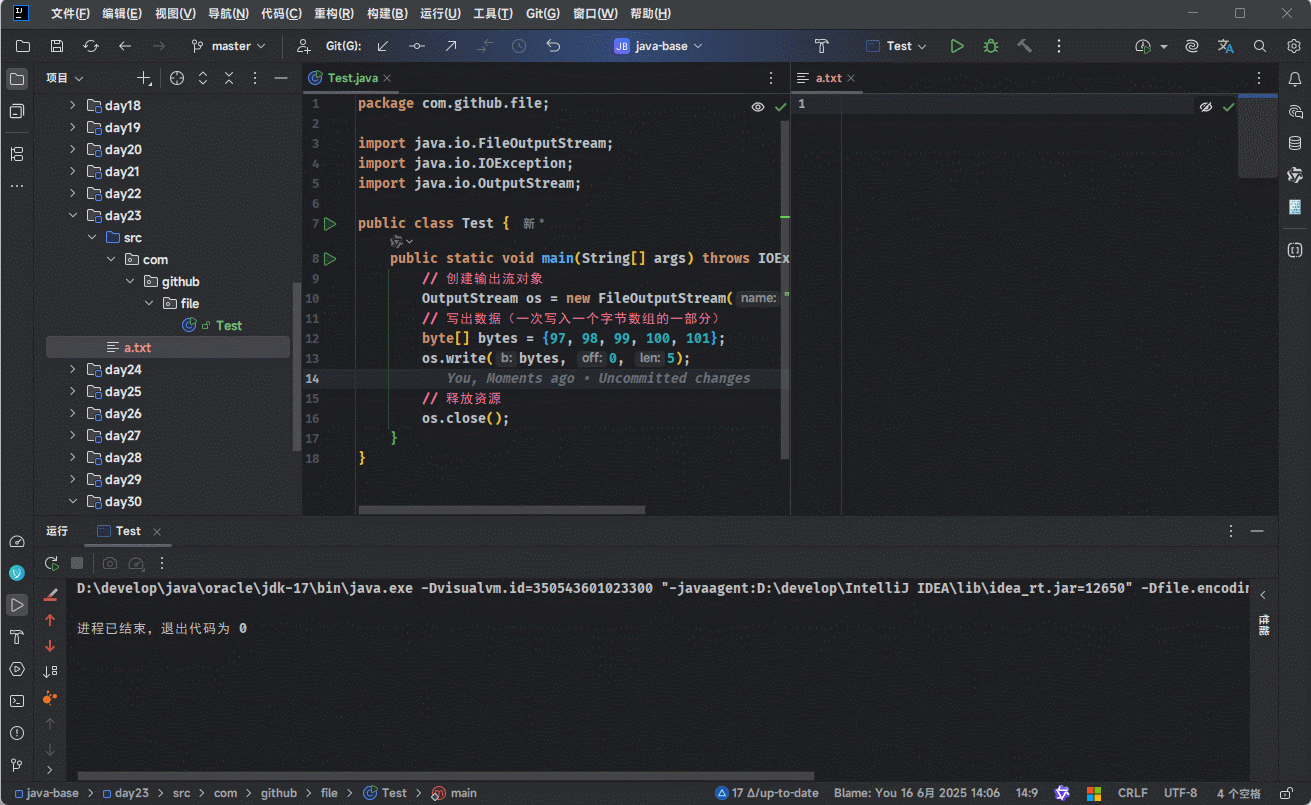 文件(F) 编辑(E) 视图(V) 导航(N) 代码(C) 重构(R) 构建(B) 运行(U) 工具(T) Git(G) 窗口(W) 帮助(H)
master Git(G): JB java-base Test
项目
day18
day19
day20
day21
day22
day23
src
com
github
file
Test
a.txt
day24
day25
day26
day27
day28
day29
day30
Test.java
1 package com.github.file;
2
3 import java.io.FileOutputStream;
4 import java.io.IOException;
5 import java.io.OutputStream;
6
7 public class Test { 新 *
8 public static void main(String[] args) throws IOEx
9 // 创建输出流对象
10 OutputStream os = new FileOutputStream( name: "
11 // 写出数据（一次写入一个字节数组的一部分）
12 byte[] bytes = {97, 98, 99, 100, 101};
13 os.write( b: bytes, off: 0, len: 5);
14 You, Moments ago • Uncommitted changes
15 // 释放资源
16 os.close();
17 }
18 }
a.txt
1
运行 Test
D:\develop\java\oracle\jdk-17\bin\java.exe -Dvisualvm.id=350543601023300 "-javaagent:D:\develop\IntelliJ IDEA\lib\idea_rt.jar=12650" -Dfile.encodin
进程已结束，退出代码为 0
性能
java-base > day23 > src > com > github > file > Test > main 17 Δ/up-to-date Blame: You 16 6月 2025 14:06 14:9 CRLF UTF-8 4 个空格